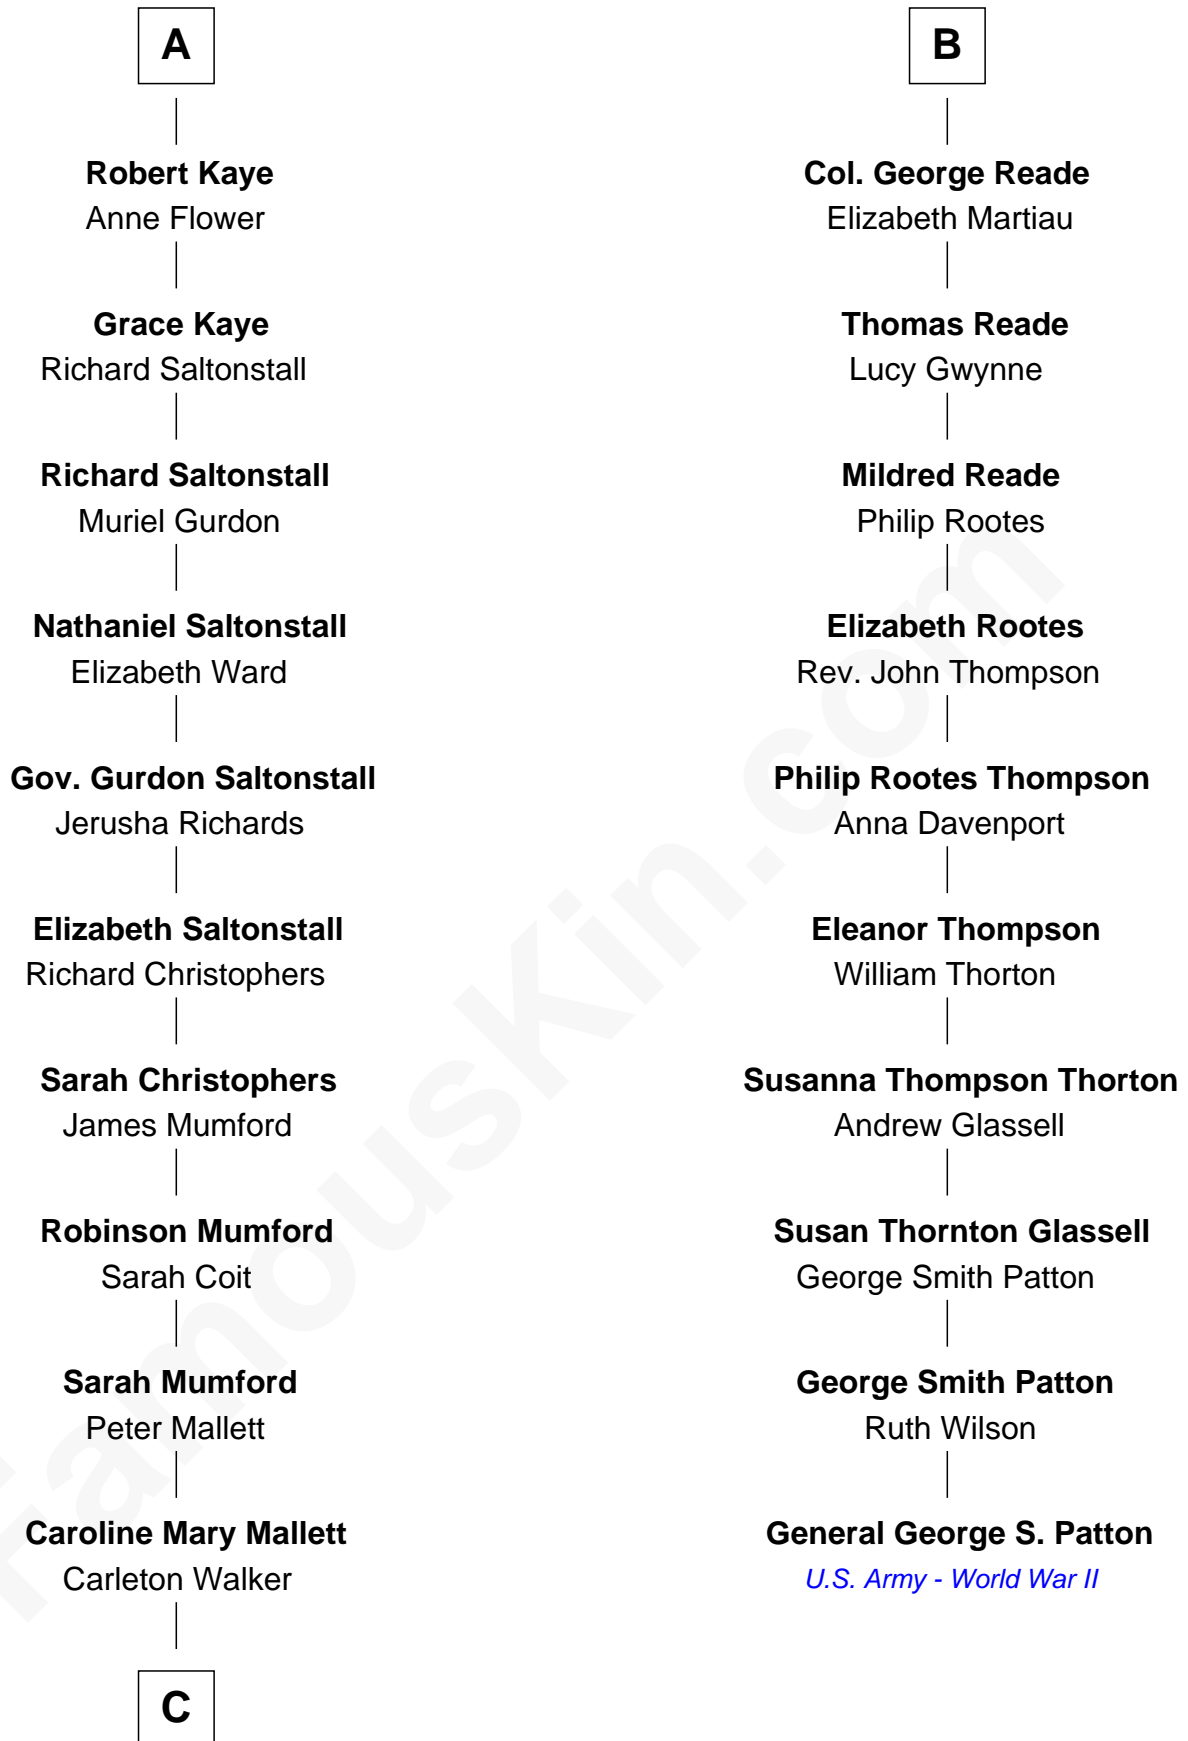 A
Robert Kaye
Anne Flower
Grace Kaye
Richard Saltonstall
Richard Saltonstall
Muriel Gurdon
Nathaniel Saltonstall
Elizabeth Ward
Gov. Gurdon Saltonstall
Jerusha Richards
Elizabeth Saltonstall
Richard Christophers
Sarah Christophers
James Mumford
Robinson Mumford
Sarah Coit
Sarah Mumford
Peter Mallett
Caroline Mary Mallett
Carleton Walker
C
B
Col. George Reade
Elizabeth Martiau
Thomas Reade
Lucy Gwynne
Mildred Reade
Philip Rootes
Elizabeth Rootes
Rev. John Thompson
Philip Rootes Thompson
Anna Davenport
Eleanor Thompson
William Thorton
Susanna Thompson Thorton
Andrew Glassell
Susan Thornton Glassell
George Smith Patton
George Smith Patton
Ruth Wilson
General George S. Patton
U.S. Army - World War II
FamousKin.com